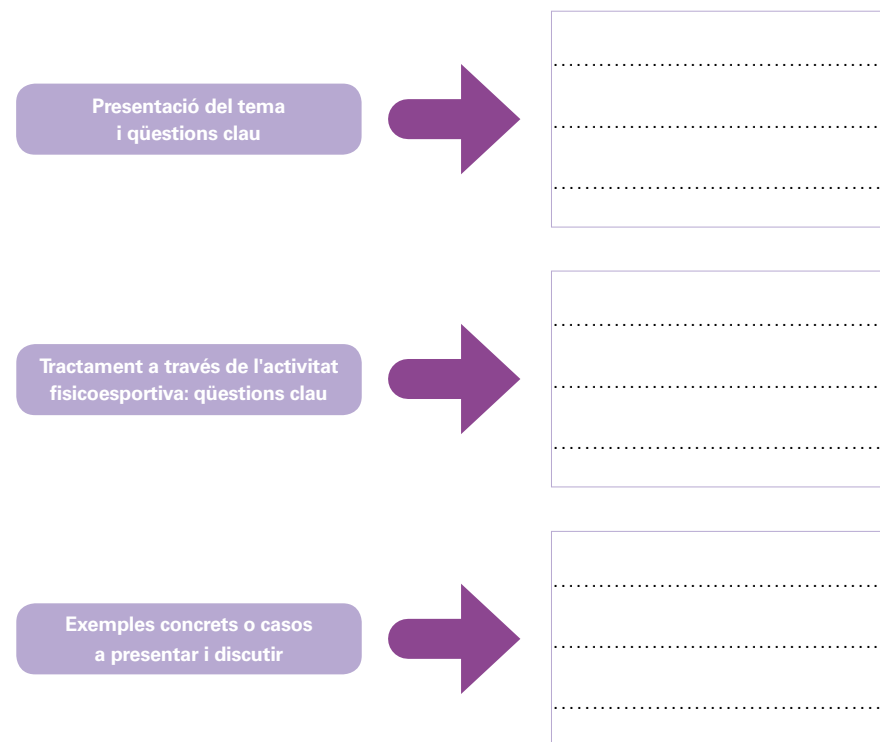 Presentació del tema
i qüestions clau
Tractament a través de l'activitat
fisicoesportiva: qüestions clau
Exemples concrets o casos
a presentar i discutir